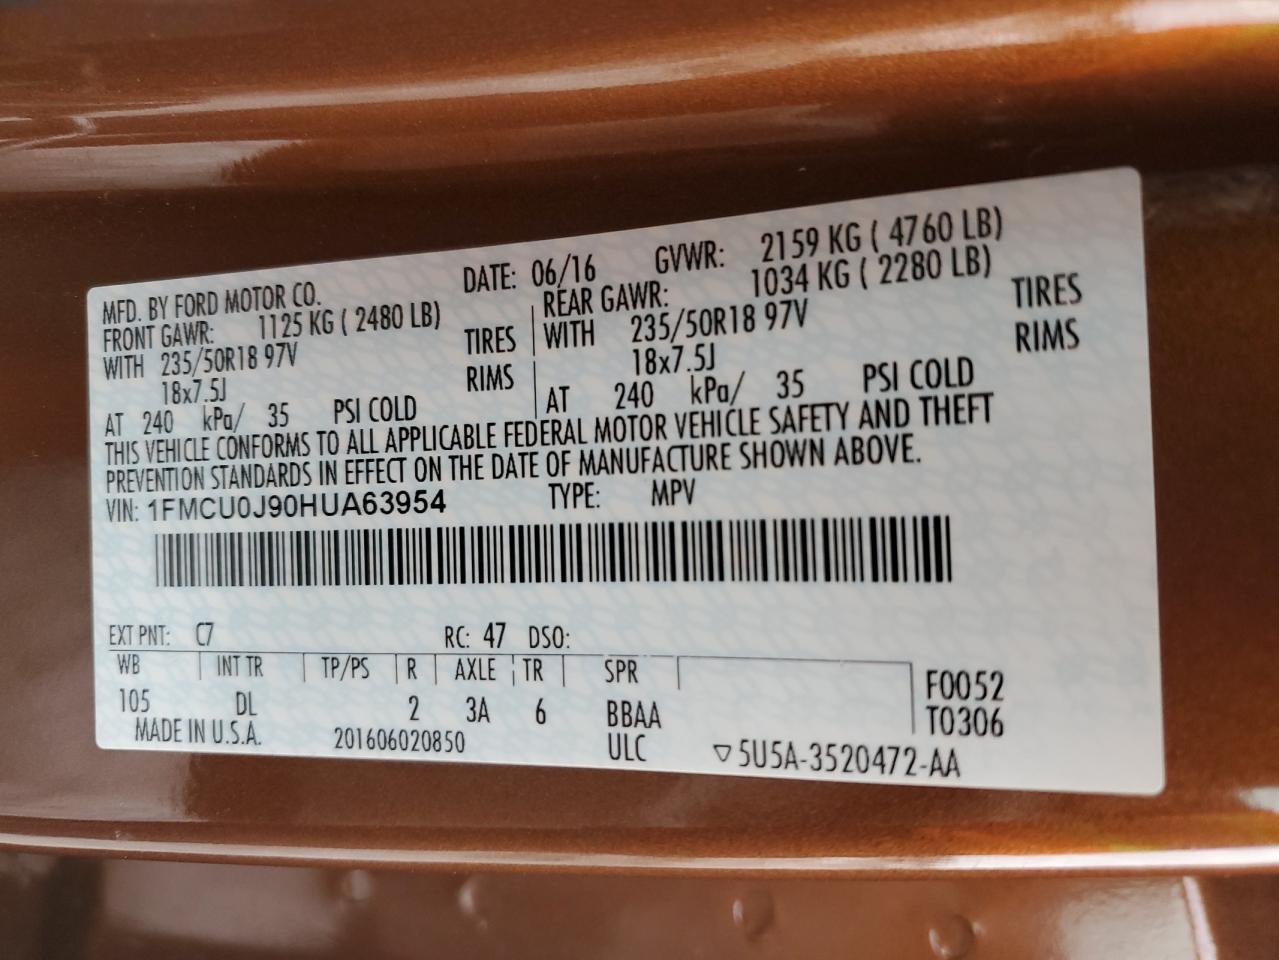 MFD. BY FORD MOTOR CO. DATE: 06/16 GVWR: 2159 KG ( 4760 LB)
FRONT GAWR: 1125 KG ( 2480 LB) REAR GAWR: 1034 KG ( 2280 LB)
WITH 235/50R18 97V TIRES WITH 235/50R18 97V TIRES
18x7.5J RIMS 18x7.5J RIMS
AT 240 kPa/ 35 PSI COLD AT 240 kPa/ 35 PSI COLD
THIS VEHICLE CONFORMS TO ALL APPLICABLE FEDERAL MOTOR VEHICLE SAFETY AND THEFT
PREVENTION STANDARDS IN EFFECT ON THE DATE OF MANUFACTURE SHOWN ABOVE.
VIN: 1FMCU0J90HUA63954 TYPE: MPV
EXT PNT: C7 RC: 47 DSO:
WB INT TR TP/PS R AXLE TR SPR F0052
105 DL 2 3A 6 BBAA T0306
MADE IN U.S.A. 201606020850 ULC ▽5U5A-3520472-AA